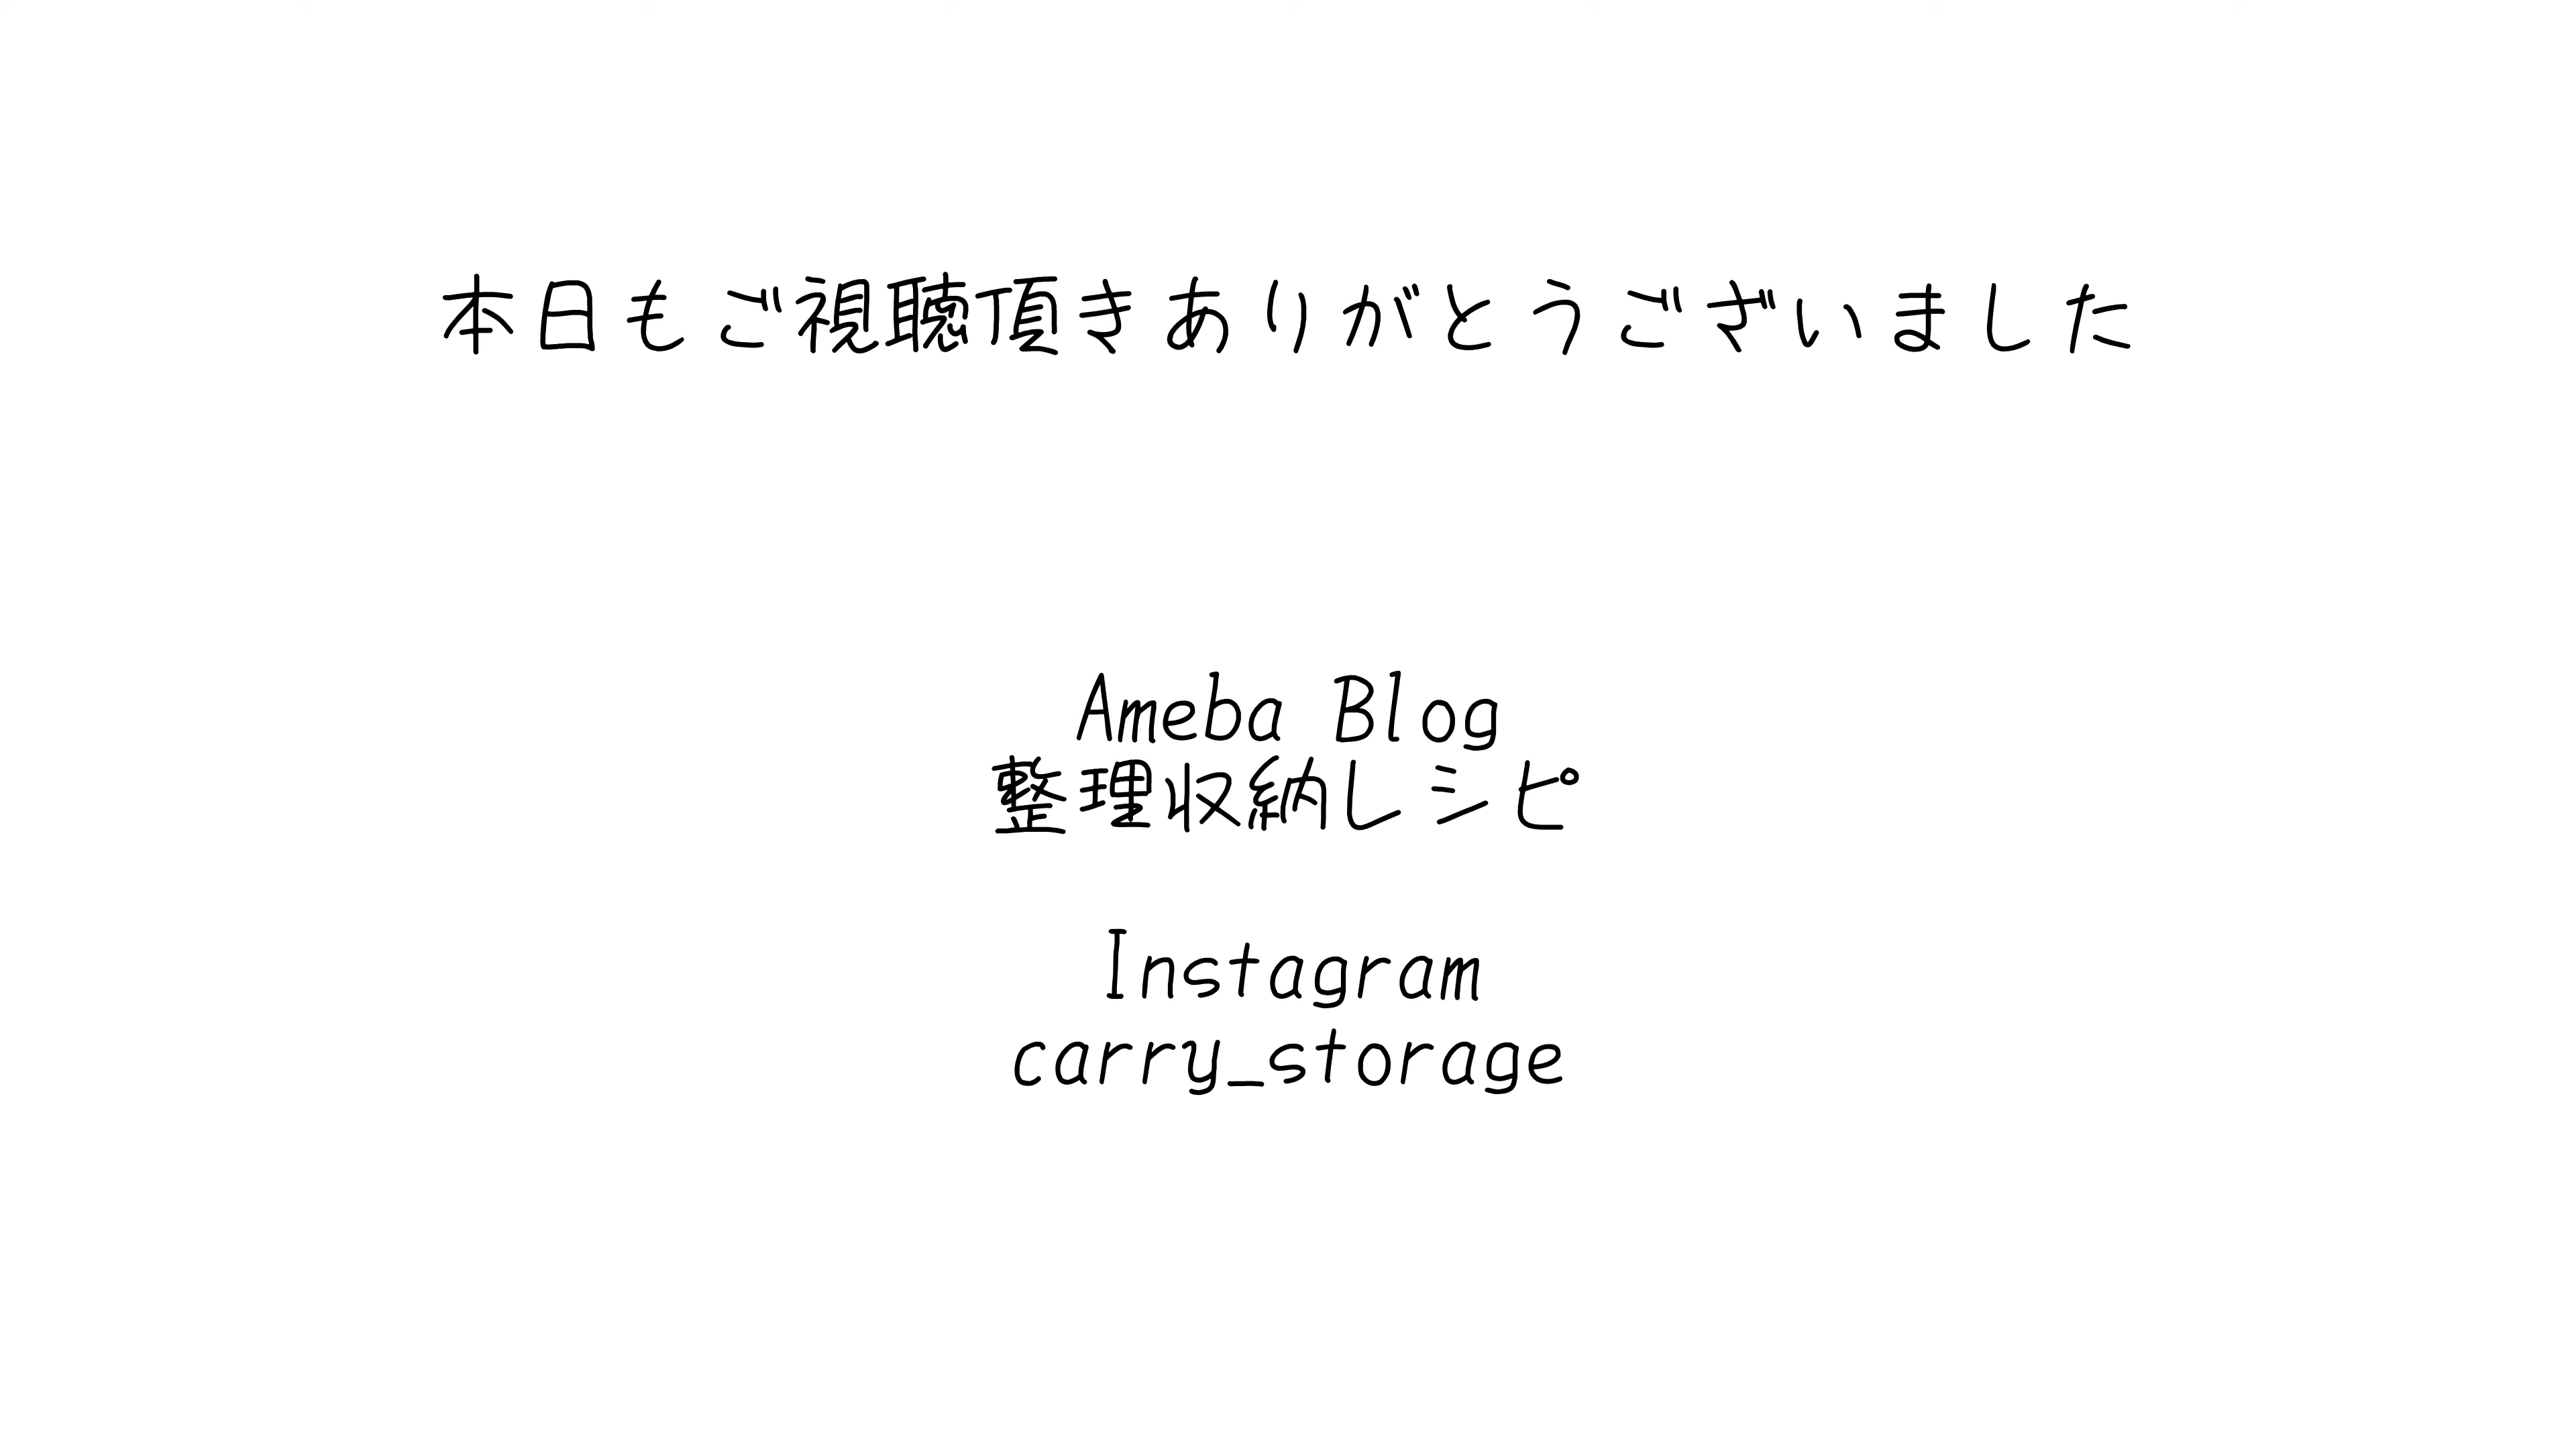 本日もご視聴頂きありがとうございました
Ameba Blog
整理収納レシピ
Instagram
carry_storage